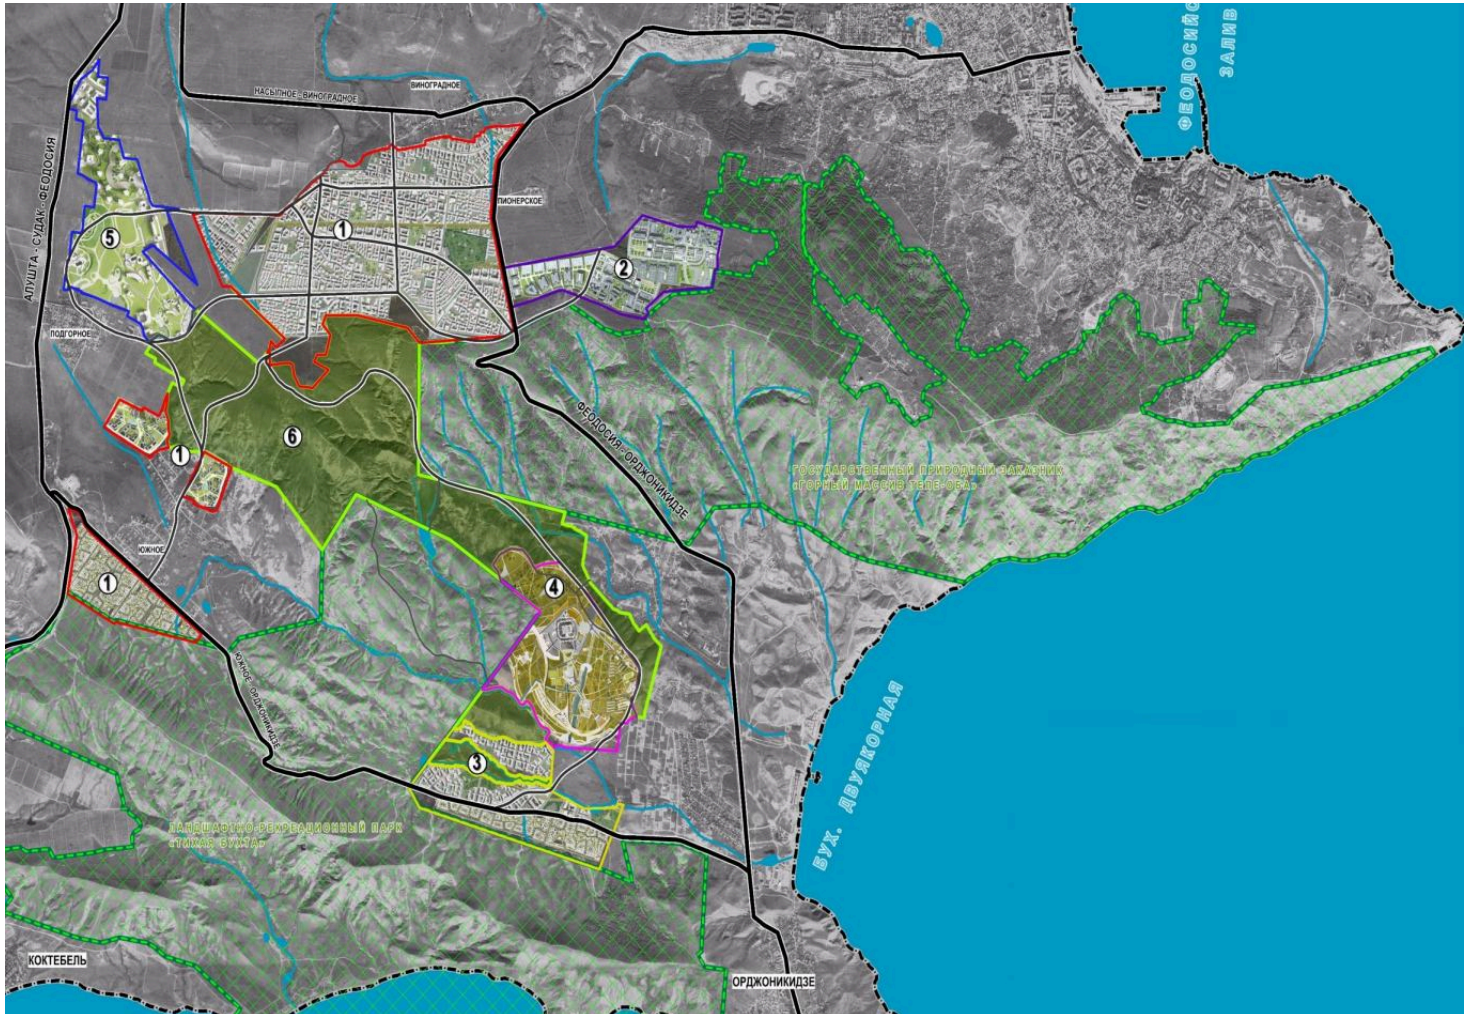 ФЕОДОСИЙС
ЗАЛИВ
ВИНОГРАДНОЕ
НАСЫПНОЕ - ВИНОГРАДНОЕ
АЛУШТА - СУДАК - ФЕОДОСИЯ
ПИОНЕРСКОЕ
1
5
2
ПОДГОРНОЕ
6
1
ФЕОДОСИЯ - ОРДЖОНИКИДЗЕ
ГОСУДАРСТВЕННЫЙ ПРИРОДНЫЙ ЗАКАЗНИК
«ГОРНЫЙ МАССИВ ТЕПЕ-ОБА»
ЮЖНОЕ
1
4
ЮЖНОЕ - ОРДЖОНИКИДЗЕ
3
БУХ. ДВУЯКОРНАЯ
ЛАНДШАФТНО-РЕКРЕАЦИОННЫЙ ПАРК
«ТИХАЯ БУХТА»
КОКТЕБЕЛЬ
ОРДЖОНИКИДЗЕ